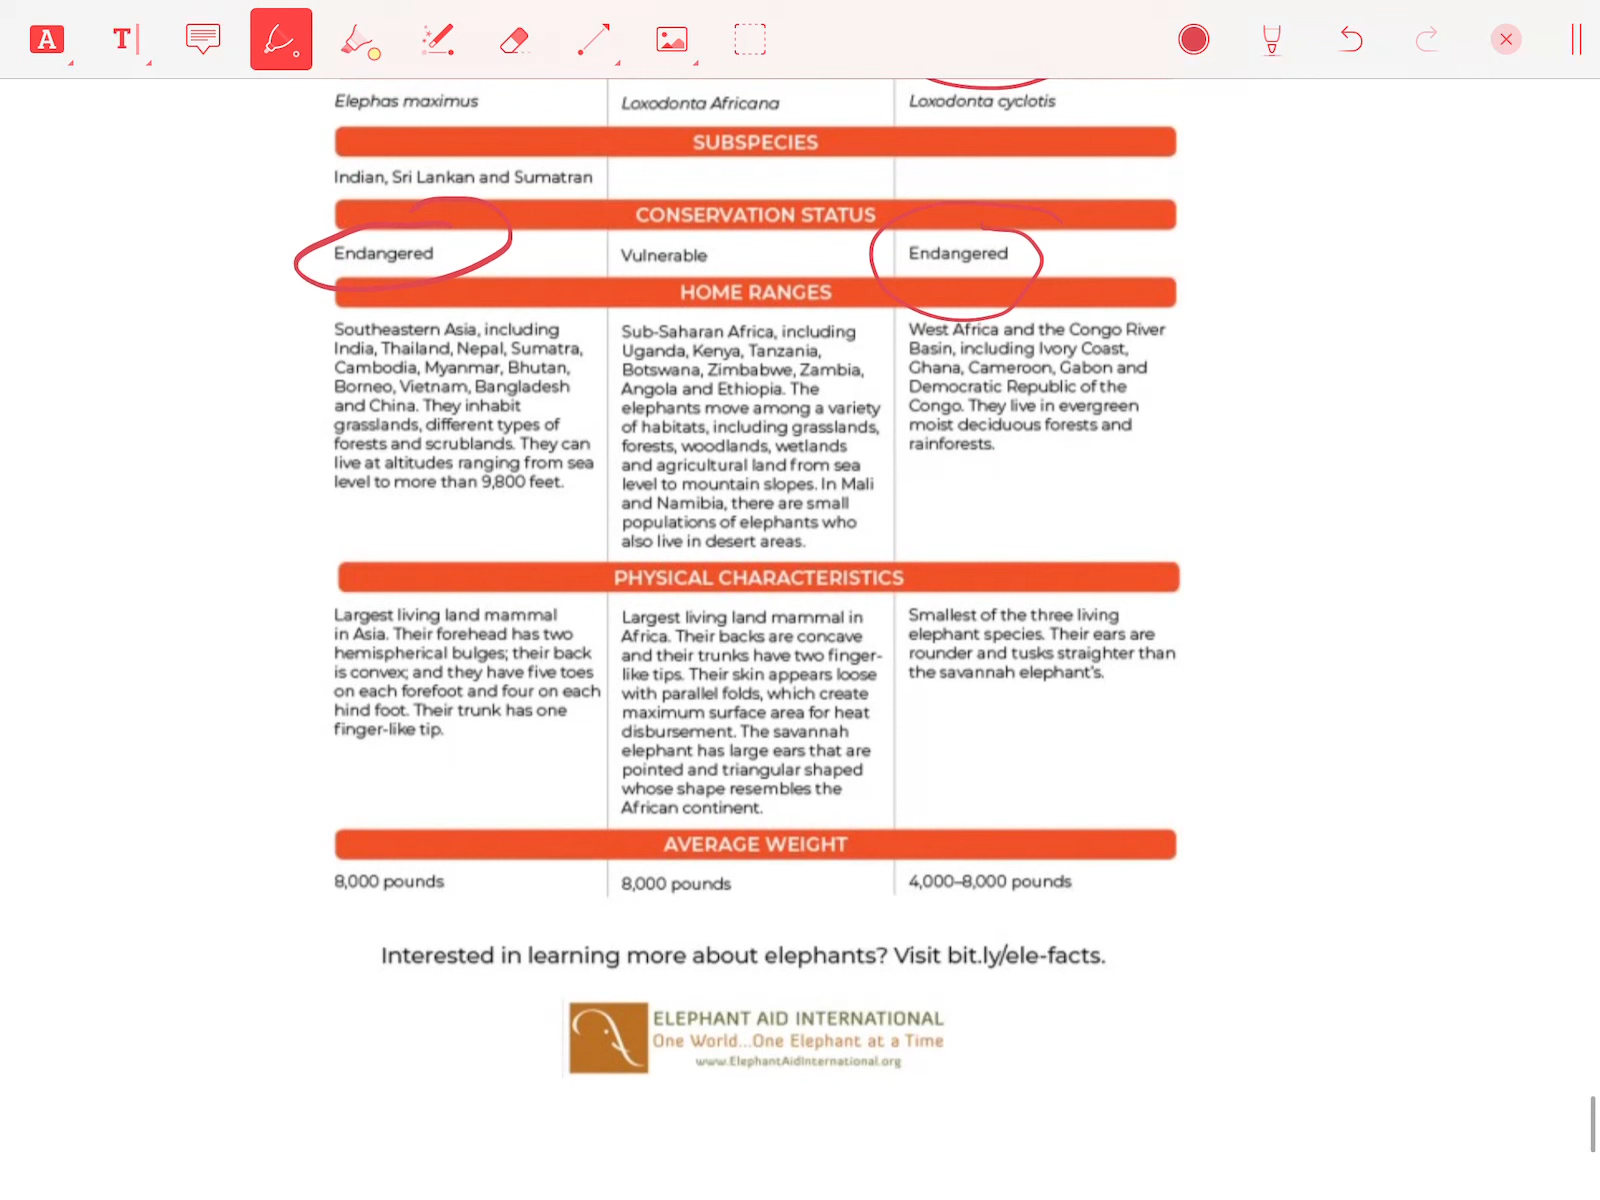 A
T
Elephas maximus
Loxodonta Africana
Loxodonta cyclotis
SUBSPECIES
Indian, Sri Lankan and Sumatran
CONSERVATION STATUS
Endangered
Vulnerable
Endangered
HOME RANGES
Southeastern Asia, including
India, Thailand, Nepal, Sumatra,
Cambodia, Myanmar, Bhutan,
Borneo, Vietnam, Bangladesh
and China. They inhabit
grasslands, different types of
forests and scrublands. They can
live at altitudes ranging from sea
level to more than 9,800 feet.
Sub-Saharan Africa, including
Uganda, Kenya, Tanzania,
Botswana, Zimbabwe, Zambia,
Angola and Ethiopia. The
elephants move among a variety
of habitats, including grasslands,
forests, woodlands, wetlands
and agricultural land from sea
level to mountain slopes. In Mali
and Namibia, there are small
populations of elephants who
also live in desert areas.
West Africa and the Congo River
Basin, including Ivory Coast,
Ghana, Cameroon, Gabon and
Democratic Republic of the
Congo. They live in evergreen
moist deciduous forests and
rainforests.
PHYSICAL CHARACTERISTICS
Largest living land mammal
in Asia. Their forehead has two
hemispherical bulges; their back
is convex; and they have five toes
on each forefoot and four on each
hind foot. Their trunk has one
finger-like tip.
Largest living land mammal in
Africa. Their backs are concave
and their trunks have two finger-
like tips. Their skin appears loose
with parallel folds, which create
maximum surface area for heat
disbursement. The savannah
elephant has large ears that are
pointed and triangular shaped
whose shape resembles the
African continent.
Smallest of the three living
elephant species. Their ears are
rounder and tusks straighter than
the savannah elephant's.
AVERAGE WEIGHT
8,000 pounds
8,000 pounds
4,000–8,000 pounds
Interested in learning more about elephants? Visit bit.ly/ele-facts.
ELEPHANT AID INTERNATIONAL
One World...One Elephant at a Time
www.ElephantAidInternational.org